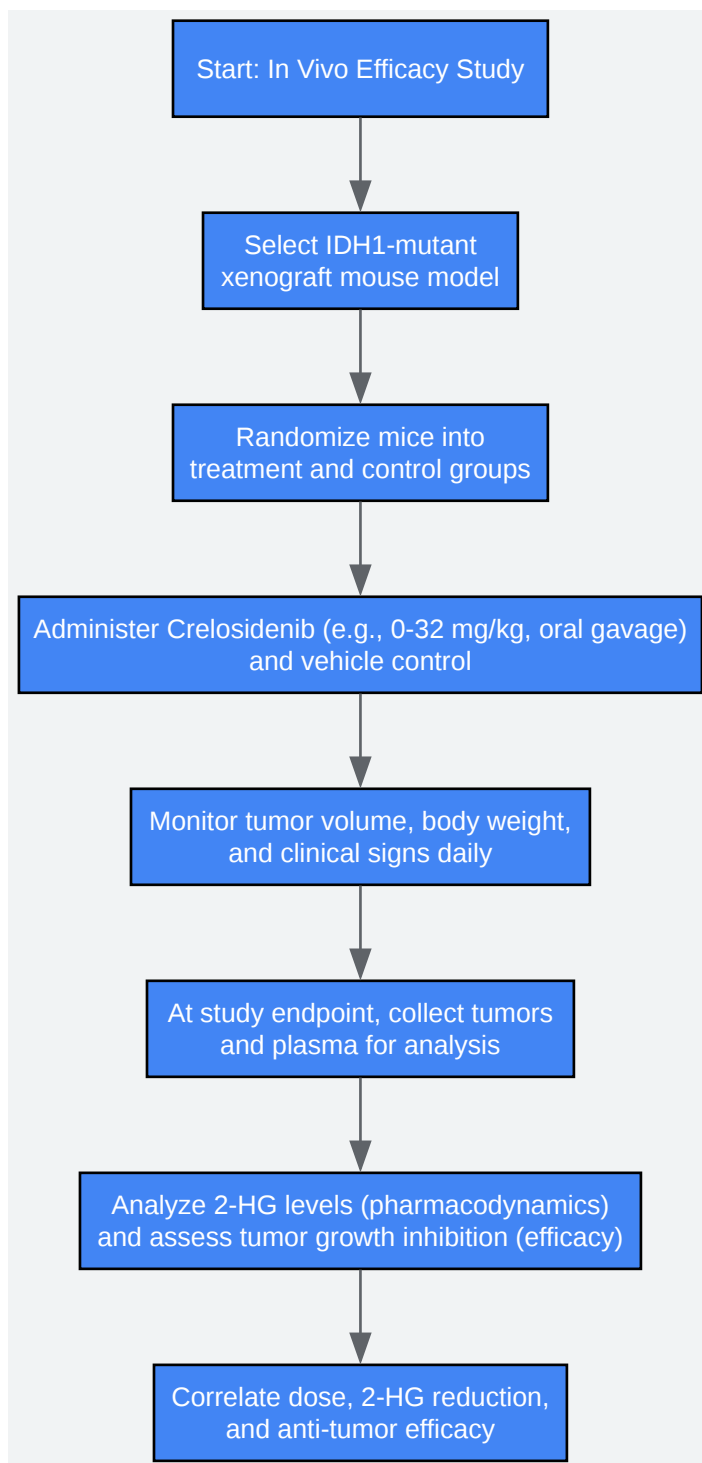 Start: In Vivo Efficacy Study
Select IDH1-mutant
xenograft mouse model
Randomize mice into
treatment and control groups
Administer Crelosidenib (e.g., 0-32 mg/kg, oral gavage)
and vehicle control
Monitor tumor volume, body weight,
and clinical signs daily
At study endpoint, collect tumors
and plasma for analysis
Analyze 2-HG levels (pharmacodynamics)
and assess tumor growth inhibition (efficacy)
Correlate dose, 2-HG reduction,
and anti-tumor efficacy